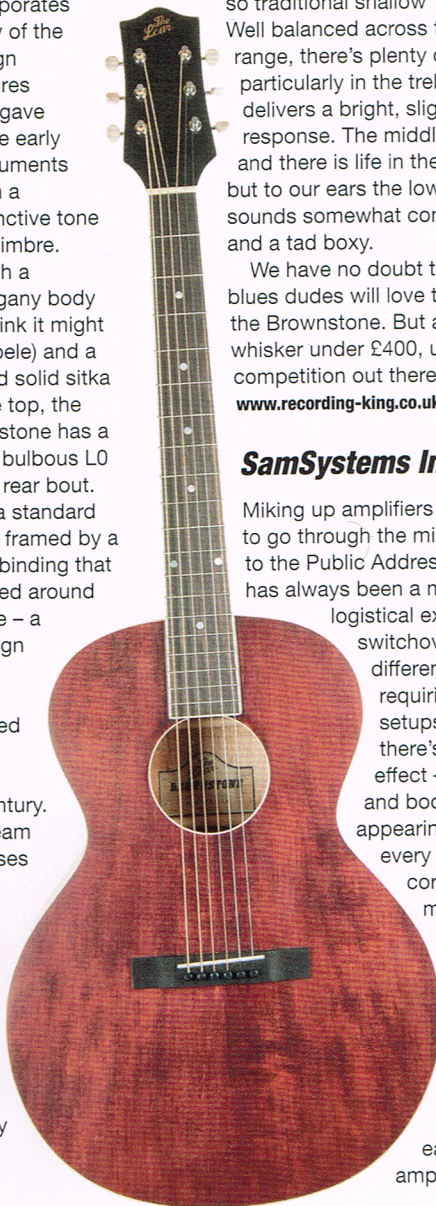 The
Loar
porates
y of the
gn
res
gave
e early
uments
n a
nctive tone
imbre.
h a
gany body
ink it might
pele) and a
d solid sitka
e top, the
stone has a
bulbous L0
rear bout.
a standard
framed by a
binding that
ed around
e – a
gn
ed
ntury.
eam
ses
y
so traditional shallow
Well balanced across t
range, there's plenty o
particularly in the treb
delivers a bright, slig
response. The middl
and there is life in the
but to our ears the low
sounds somewhat con
and a tad boxy.
We have no doubt t
blues dudes will love t
the Brownstone. But a
whisker under £400, u
competition out there
www.recording-king.co.uk
SamSystems In
Miking up amplifiers
to go through the mi
to the Public Addres
has always been a n
logistical ex
switchov
differen
requiri
setups
there's
effect -
and boc
appearin
every
cor
m
ea
amp
BROWNSTONE